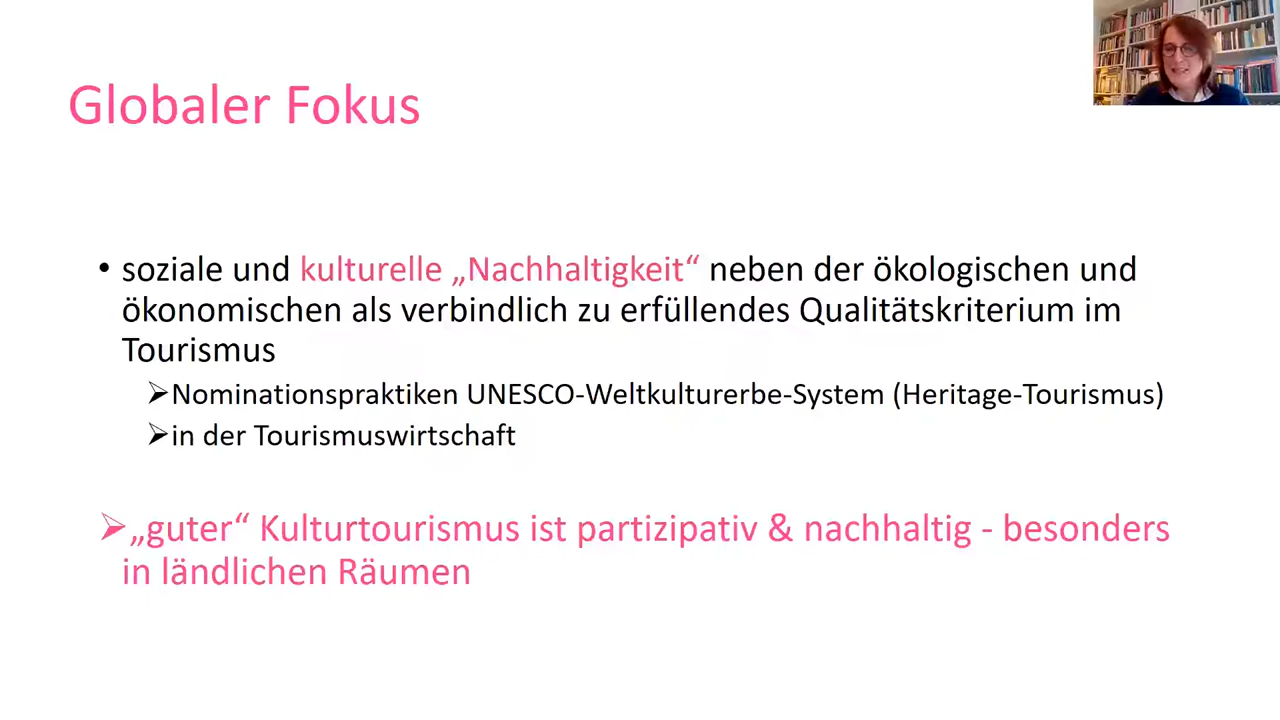 Globaler Fokus
• soziale und kulturelle „Nachhaltigkeit“ neben der ökologischen und
ökonomischen als verbindlich zu erfüllendes Qualitätskriterium im
Tourismus
➢Nominationspraktiken UNESCO-Weltkulturerbe-System (Heritage-Tourismus)
➢in der Tourismuswirtschaft
➢„guter“ Kulturtourismus ist partizipativ & nachhaltig - besonders
in ländlichen Räumen